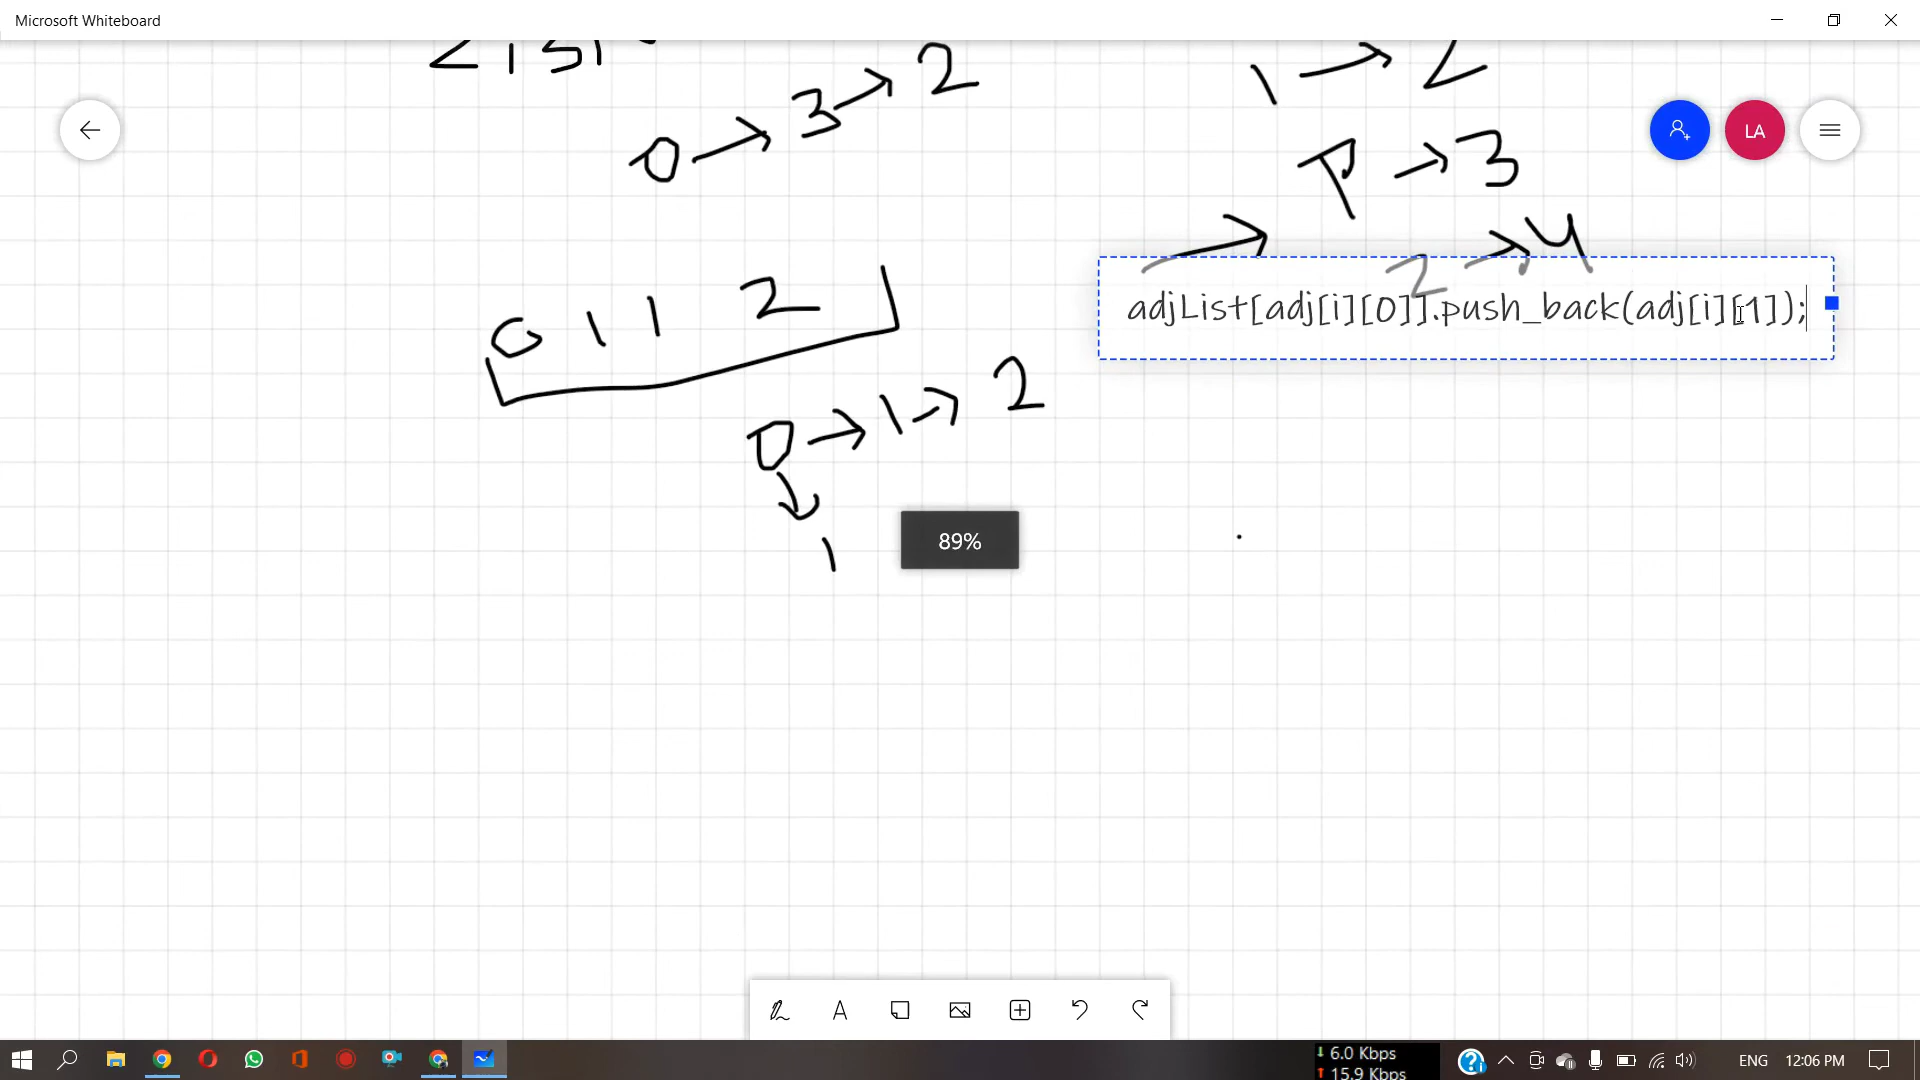 Microsoft Whiteboard
0 → 3 → 2
1 → 2
P → 3
2 → 4
LA
adjList[adj[i][0]].push_back(adj[i][1]);
0 1 1 2
0 → 1 → 2
↓
1
89%
6.0 Kbps
15.9 Kbps
ENG
12:06 PM